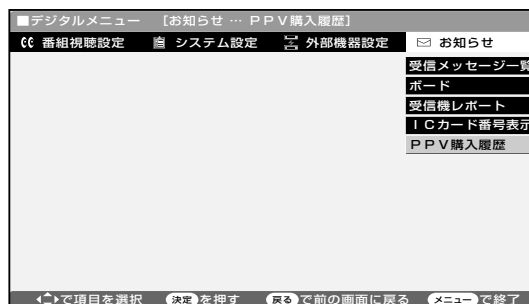 ■デジタルメニュー [お知らせ … PPV購入履歴]
番組視聴設定 システム設定 外部機器設定 お知らせ
受信メッセージ一覧
ボード
受信機レポート
ICカード番号表示
PPV購入履歴
で項目を選択 決定を押す 戻るで前の画面に戻る メニューで終了